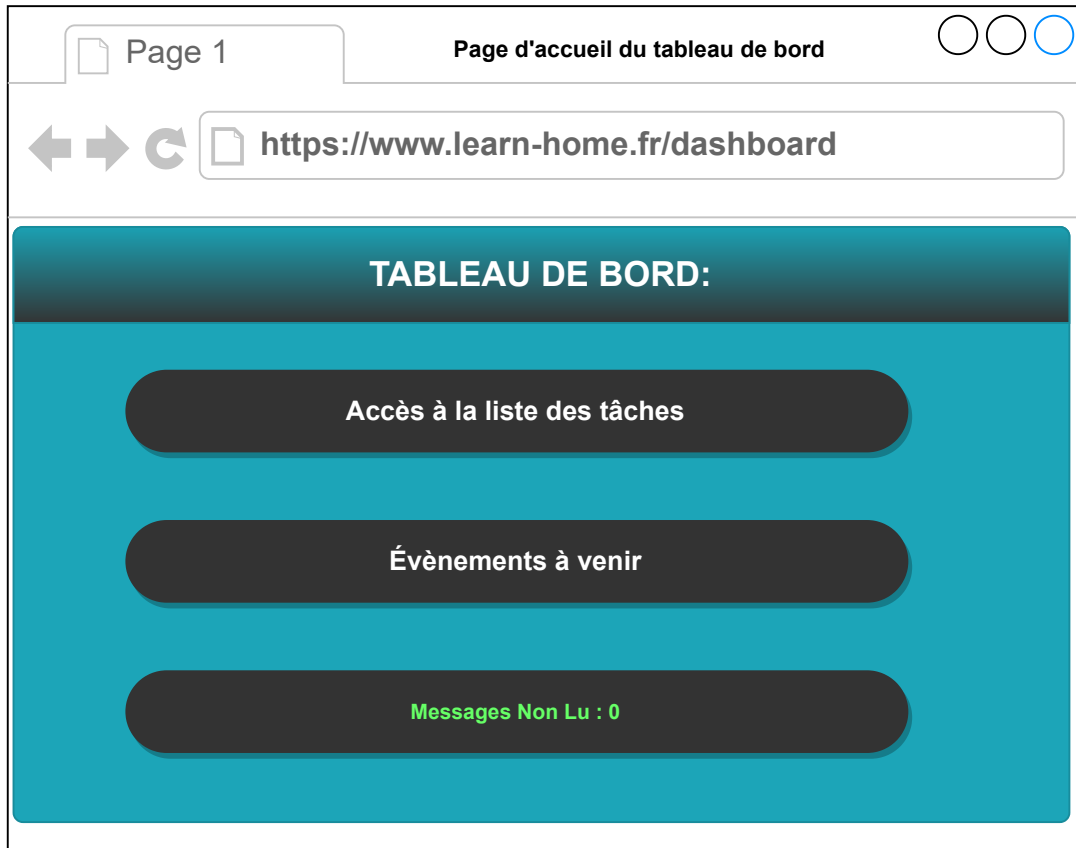 Page 1
Page d'accueil du tableau de bord
https://www.learn-home.fr/dashboard
TABLEAU DE BORD:
Accès à la liste des tâches
Évènements à venir
Messages Non Lu : 0